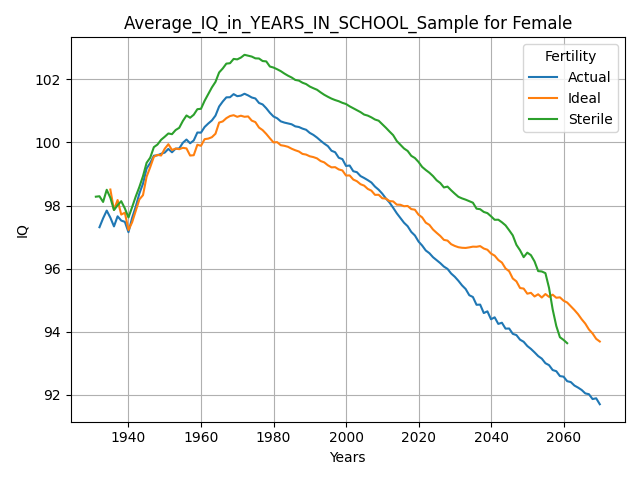 Average_IQ_in_YEARS_IN_SCHOOL_Sample for Female
Fertility
Actual
Ideal
Sterile
IQ
102
100
98
96
94
92
1940
1960
1980
2000
2020
2040
2060
Years